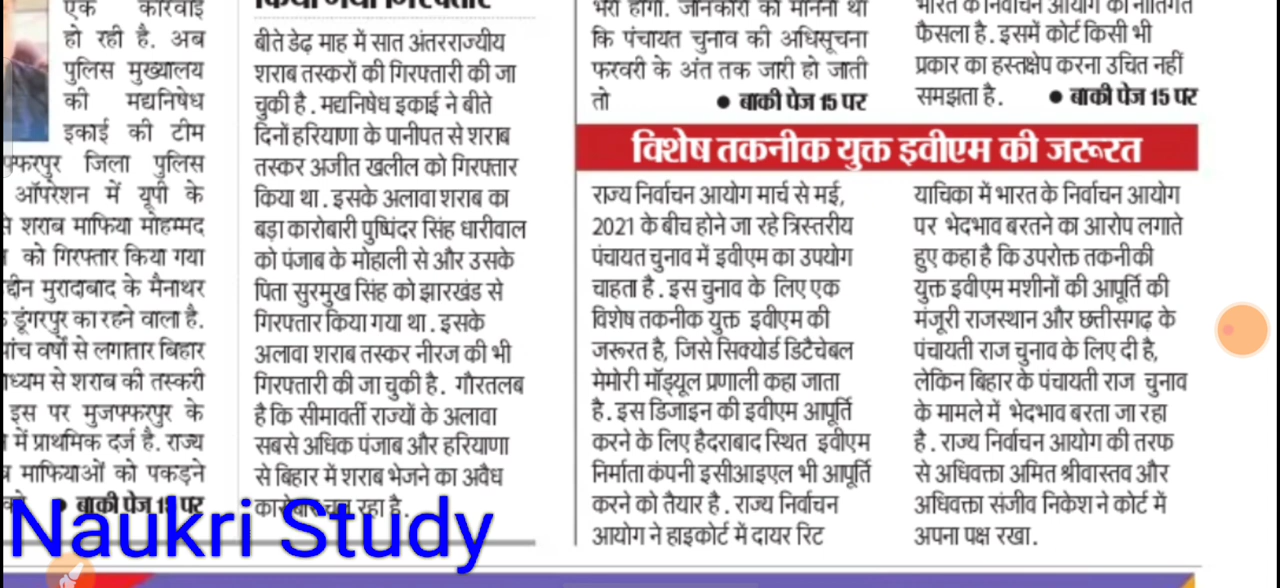 एक कार्रवाई
हो रही है. अब
पुलिस मुख्यालय
की मद्यनिषेध
इकाई की टीम
जिला पुलिस
ऑपरेशन में यूपी के
शराब माफिया मोहम्मद
को गिरफ्तार किया गया
मुरादाबाद के मैनाथर
डूंगरपुर का रहने वाला है.
वर्षों से लगातार बिहार
से शराब की तस्करी
इस पर मुजफ्फरपुर के
में प्राथमिक दर्ज है. राज्य
माफियाओं को पकड़ने
● बाकी पेज 15 पर
किया गया गिरफ्तार
बीते डेढ़ माह में सात अंतरराज्यीय
शराब तस्करों की गिरफ्तारी की जा
चुकी है. मद्यनिषेध इकाई ने बीते
दिनों हरियाणा के पानीपत से शराब
तस्कर अजीत खलील को गिरफ्तार
किया था. इसके अलावा शराब का
बड़ा कारोबारी पुष्पिंदर सिंह धारीवाल
को पंजाब के मोहाली से और उसके
पिता सुरमुख सिंह को झारखंड से
गिरफ्तार किया गया था. इसके
अलावा शराब तस्कर नीरज की भी
गिरफ्तारी की जा चुकी है. गौरतलब
है कि सीमावर्ती राज्यों के अलावा
सबसे अधिक पंजाब और हरियाणा
से बिहार में शराब भेजने का अवैध
कारोबार चल रहा है.
भरी होगी. जानकारों का मानना था
कि पंचायत चुनाव की अधिसूचना
फरवरी के अंत तक जारी हो जाती
तो ● बाकी पेज 15 पर
भारत के निर्वाचन आयोग का नीतिगत
फैसला है. इसमें कोर्ट किसी भी
प्रकार का हस्तक्षेप करना उचित नहीं
समझता है. ● बाकी पेज 15 पर
विशेष तकनीक युक्त इवीएम की जरूरत
राज्य निर्वाचन आयोग मार्च से मई,
2021 के बीच होने जा रहे त्रिस्तरीय
पंचायत चुनाव में इवीएम का उपयोग
चाहता है. इस चुनाव के लिए एक
विशेष तकनीक युक्त इवीएम की
जरूरत है, जिसे सिक्योर्ड डिटैचेबल
मेमोरी मॉड्यूल प्रणाली कहा जाता
है. इस डिजाइन की इवीएम आपूर्ति
करने के लिए हैदराबाद स्थित इवीएम
निर्माता कंपनी इसीआइएल भी आपूर्ति
करने को तैयार है. राज्य निर्वाचन
आयोग ने हाइकोर्ट में दायर रिट
याचिका में भारत के निर्वाचन आयोग
पर भेदभाव बरतने का आरोप लगाते
हुए कहा है कि उपरोक्त तकनीकी
युक्त इवीएम मशीनों की आपूर्ति की
मंजूरी राजस्थान और छत्तीसगढ़ के
पंचायती राज चुनाव के लिए दी है,
लेकिन बिहार के पंचायती राज चुनाव
के मामले में भेदभाव बरता जा रहा
है. राज्य निर्वाचन आयोग की तरफ
से अधिवक्ता अमित श्रीवास्तव और
अधिवक्ता संजीव निकेश ने कोर्ट में
अपना पक्ष रखा.
Naukri Study